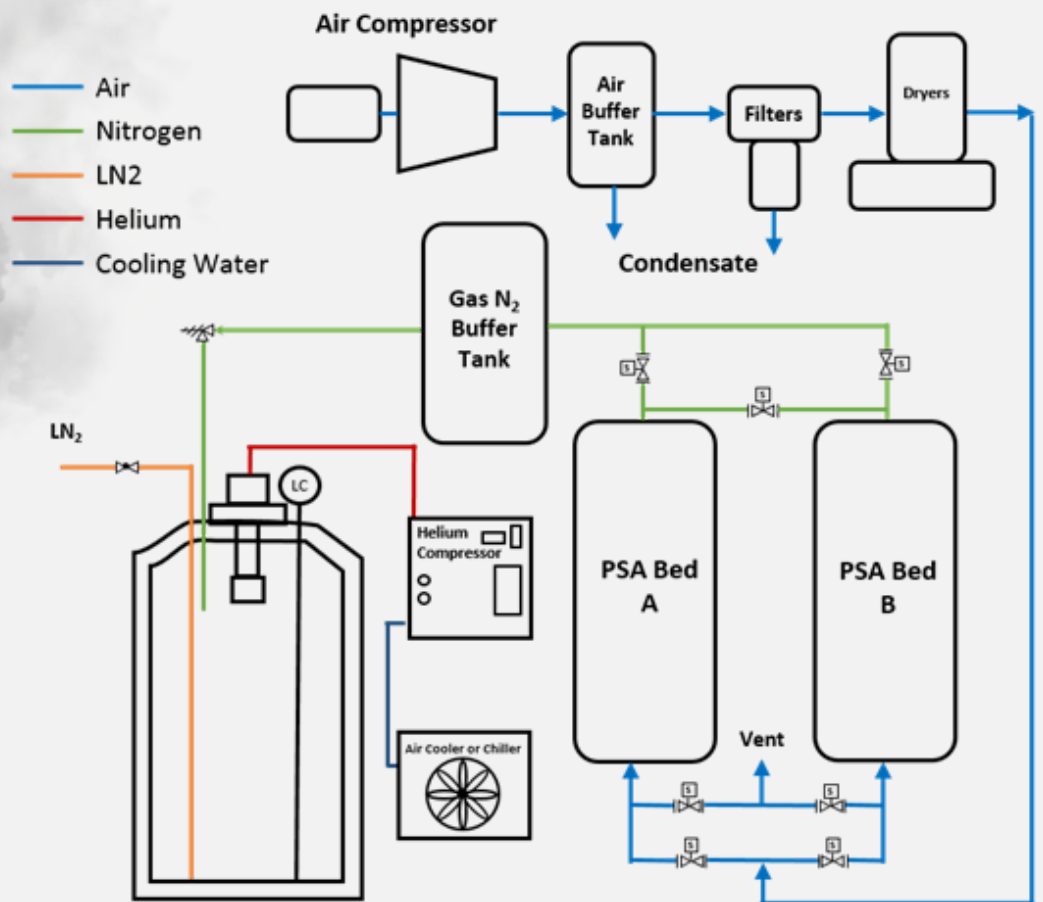 Air Compressor
Air
Nitrogen
LN2
Helium
Cooling Water
Air
Buffer
Tank
Filters
Dryers
Condensate
Gas N₂
Buffer
Tank
S
S
S
LN₂
LC
Helium
Compressor
PSA Bed
A
PSA Bed
B
Air Cooler or Chiller
Vent
S
S
S
S